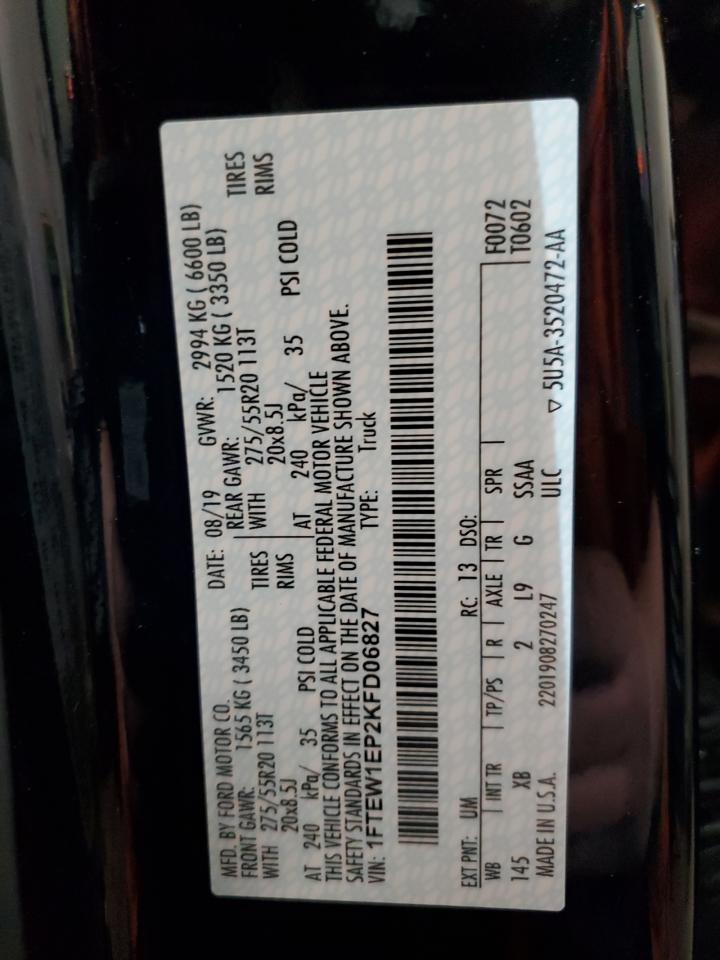 MFD. BY FORD MOTOR CO. DATE: 08/19 GVWR: 2994 KG ( 6600 LB)
FRONT GAWR: 1565 KG ( 3450 LB) REAR GAWR: 1520 KG ( 3350 LB)
WITH 275/55R20 113T TIRES WITH 275/55R20 113T TIRES
20x8.5J RIMS 20x8.5J RIMS
AT 240 kPa/ 35 PSI COLD AT 240 kPa/ 35 PSI COLD
THIS VEHICLE CONFORMS TO ALL APPLICABLE FEDERAL MOTOR VEHICLE
SAFETY STANDARDS IN EFFECT ON THE DATE OF MANUFACTURE SHOWN ABOVE.
VIN: 1FTEW1EP2KFD06827 TYPE: Truck
EXT PNT: UM RC: 13 DSO:
WB INT TR TP/PS R AXLE TR SPR F0072
145 XB 2 L9 G SSAA T0602
MADE IN U.S.A. 2201908270247 ULC
▽ 5U5A-3520472-AA